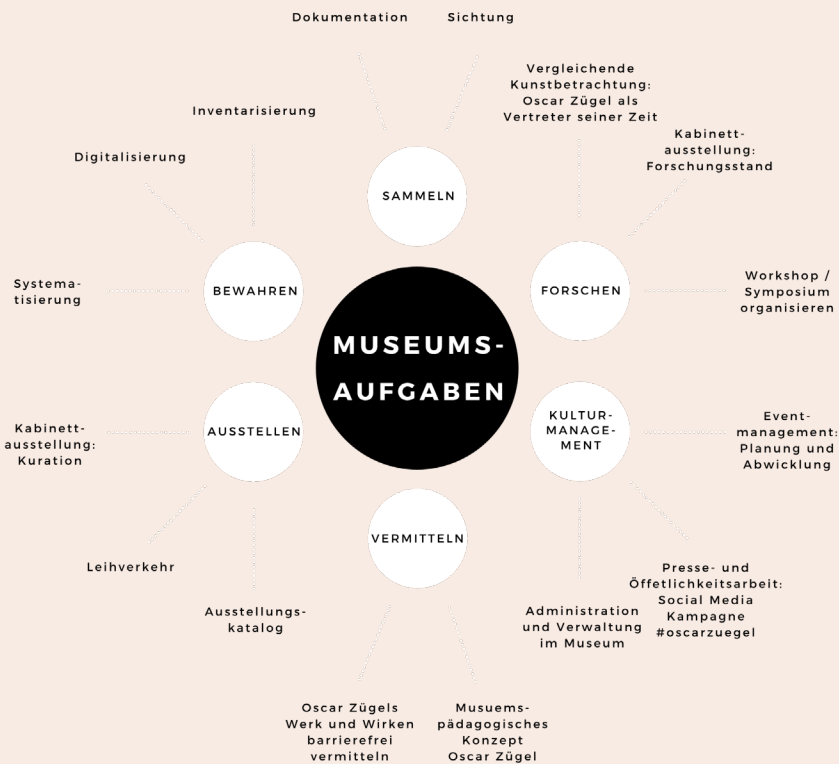 Dokumentation
Sichtung
Vergleichende
Kunstbetrachtung:
Oscar Zügel als
Vertreter seiner Zeit
Inventarisierung
Kabinett-
ausstellung:
Forschungsstand
Digitalisierung
SAMMELN
Systema-
tisierung
BEWAHREN
FORSCHEN
Workshop /
Symposium
organisieren
MUSEUMS-
AUFGABEN
Kabinett-
ausstellung:
Kuration
AUSSTELLEN
KULTUR-
MANAGE-
MENT
Event-
management:
Planung und
Abwicklung
VERMITTELN
Leihverkehr
Ausstellungs-
katalog
Administration
und Verwaltung
im Museum
Presse- und
Öffetlichkeitsarbeit:
Social Media
Kampagne
#oscarzuegel
Oscar Zügels
Werk und Wirken
barrierefrei
vermitteln
Musuems-
pädagogisches
Konzept
Oscar Zügel